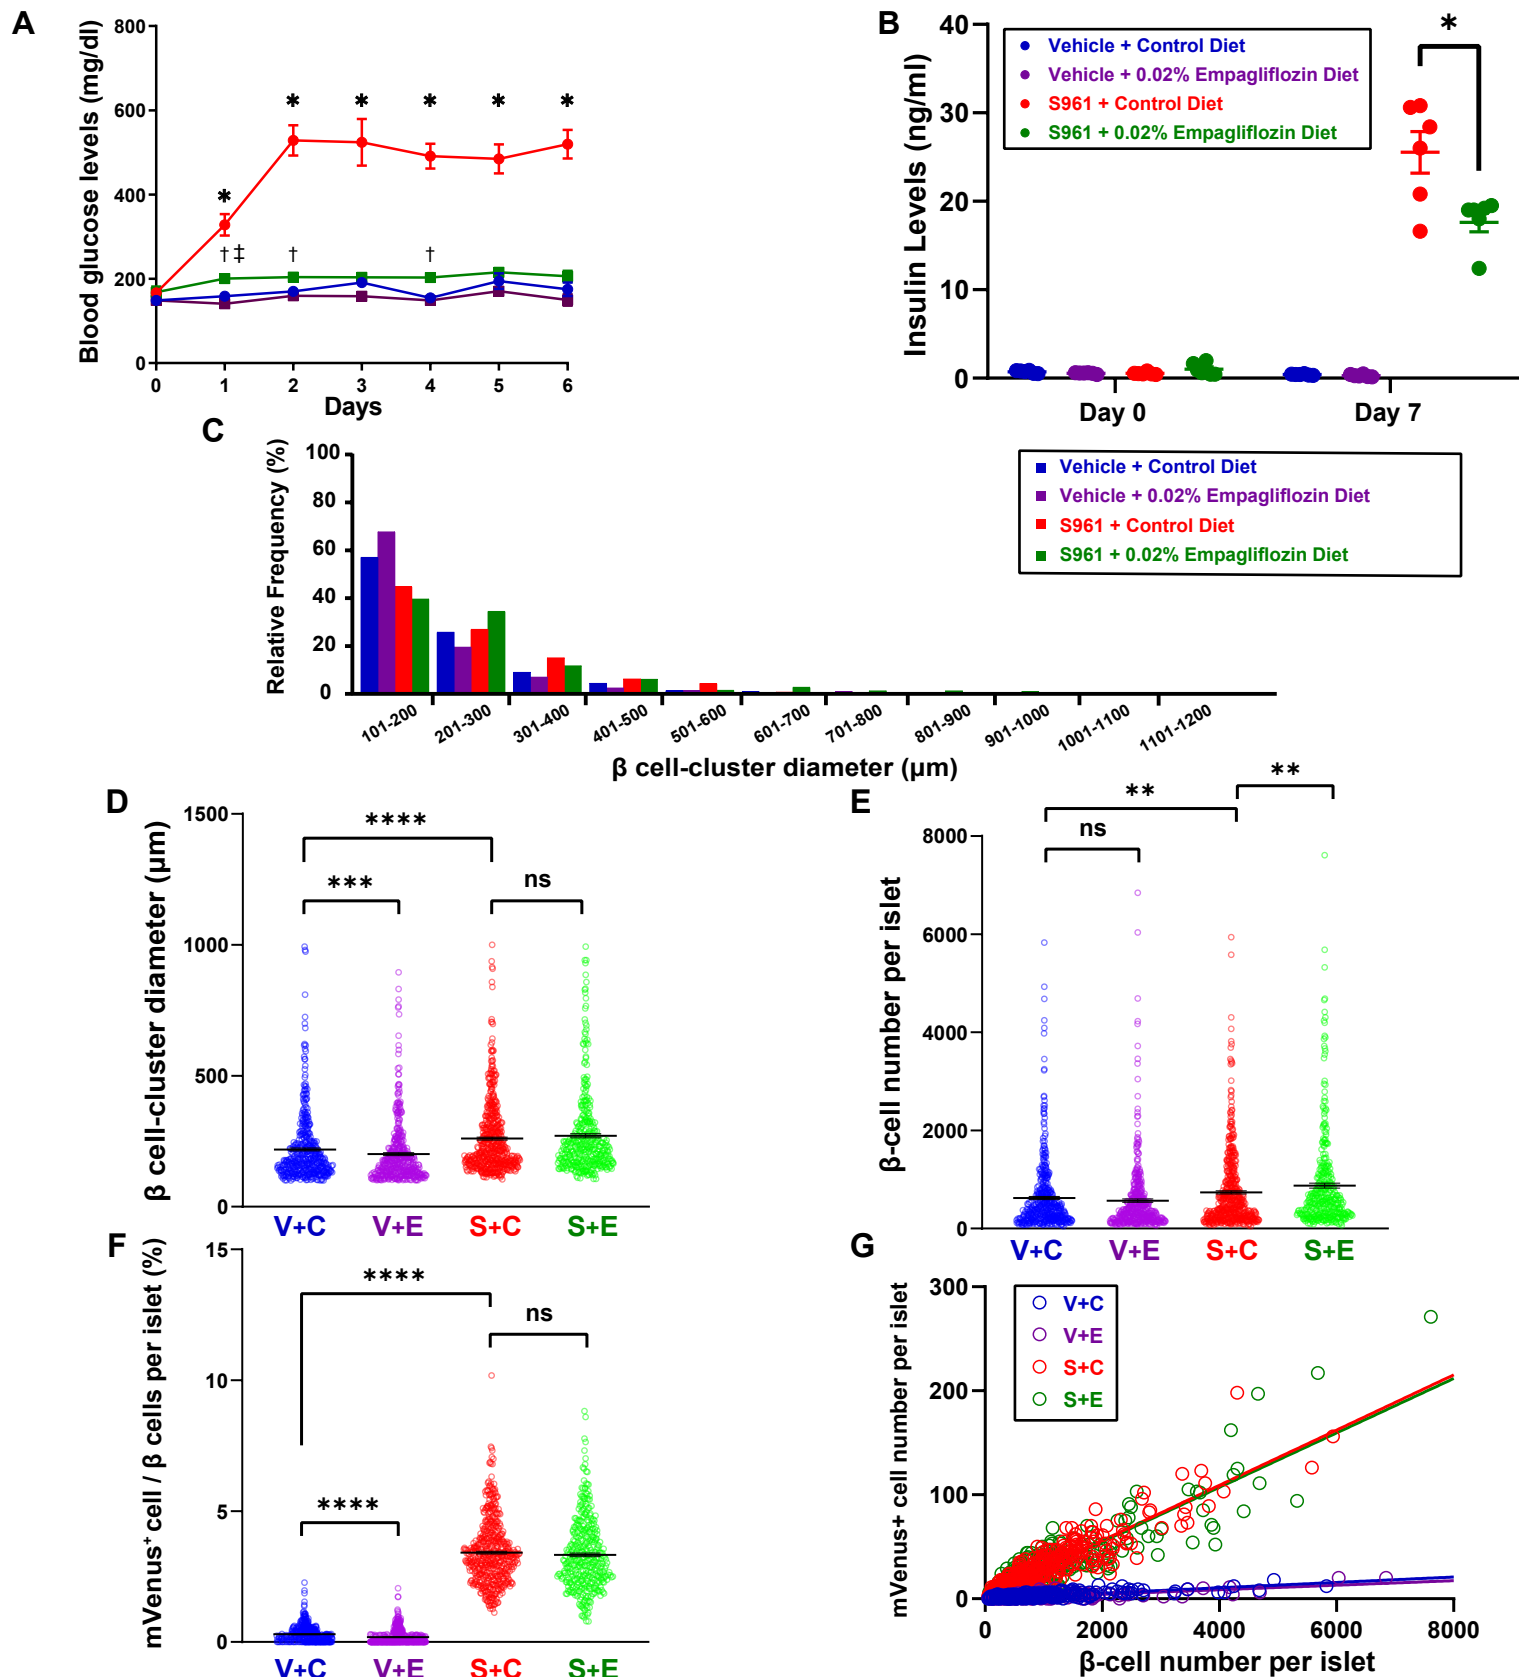 A
Blood glucose levels (mg/dl)
800
600
400
200
0
* * * * * *
†‡ † †
0 1 2 3 4 5 6
Days
B
Insulin Levels (ng/ml)
40
30
20
10
0
Vehicle + Control Diet
Vehicle + 0.02% Empagliflozin Diet
S961 + Control Diet
S961 + 0.02% Empagliflozin Diet
*
Day 0 Day 7
C
Relative Frequency (%)
100
80
60
40
20
0
101-200 201-300 301-400 401-500 501-600 601-700 701-800 801-900 901-1000 1001-1100 1101-1200
β cell-cluster diameter (μm)
Vehicle + Control Diet
Vehicle + 0.02% Empagliflozin Diet
S961 + Control Diet
S961 + 0.02% Empagliflozin Diet
D
β cell-cluster diameter (μm)
1500
1000
500
0
****
*** ns
V+C V+E S+C S+E
E
β-cell number per islet
8000
6000
4000
2000
0
**
**
ns
V+C V+E S+C S+E
F
mVenus⁺ cell / β cells per islet (%)
15
10
5
0
****
ns
****
V+C V+E S+C S+E
G
mVenus+ cell number per islet
300
200
100
0
V+C
V+E
S+C
S+E
0 2000 4000 6000 8000
β-cell number per islet